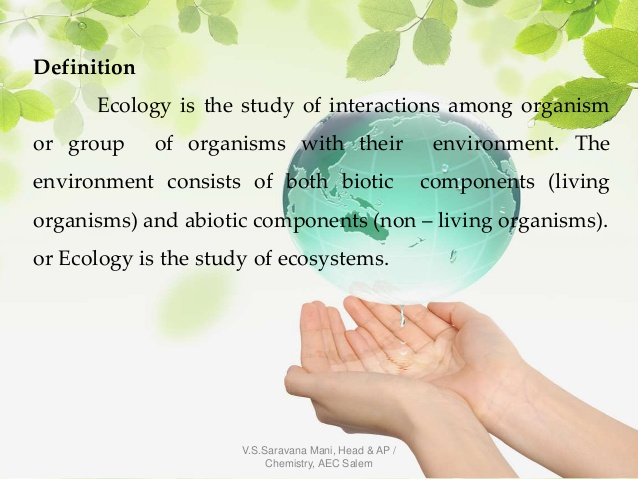 Definition
Ecology is the study of interactions among organism
or group of organisms with their environment. The
environment consists of both biotic components (living
organisms) and abiotic components (non – living organisms).
or Ecology is the study of ecosystems.
V.S.Saravana Mani, Head & AP /
Chemistry, AEC Salem